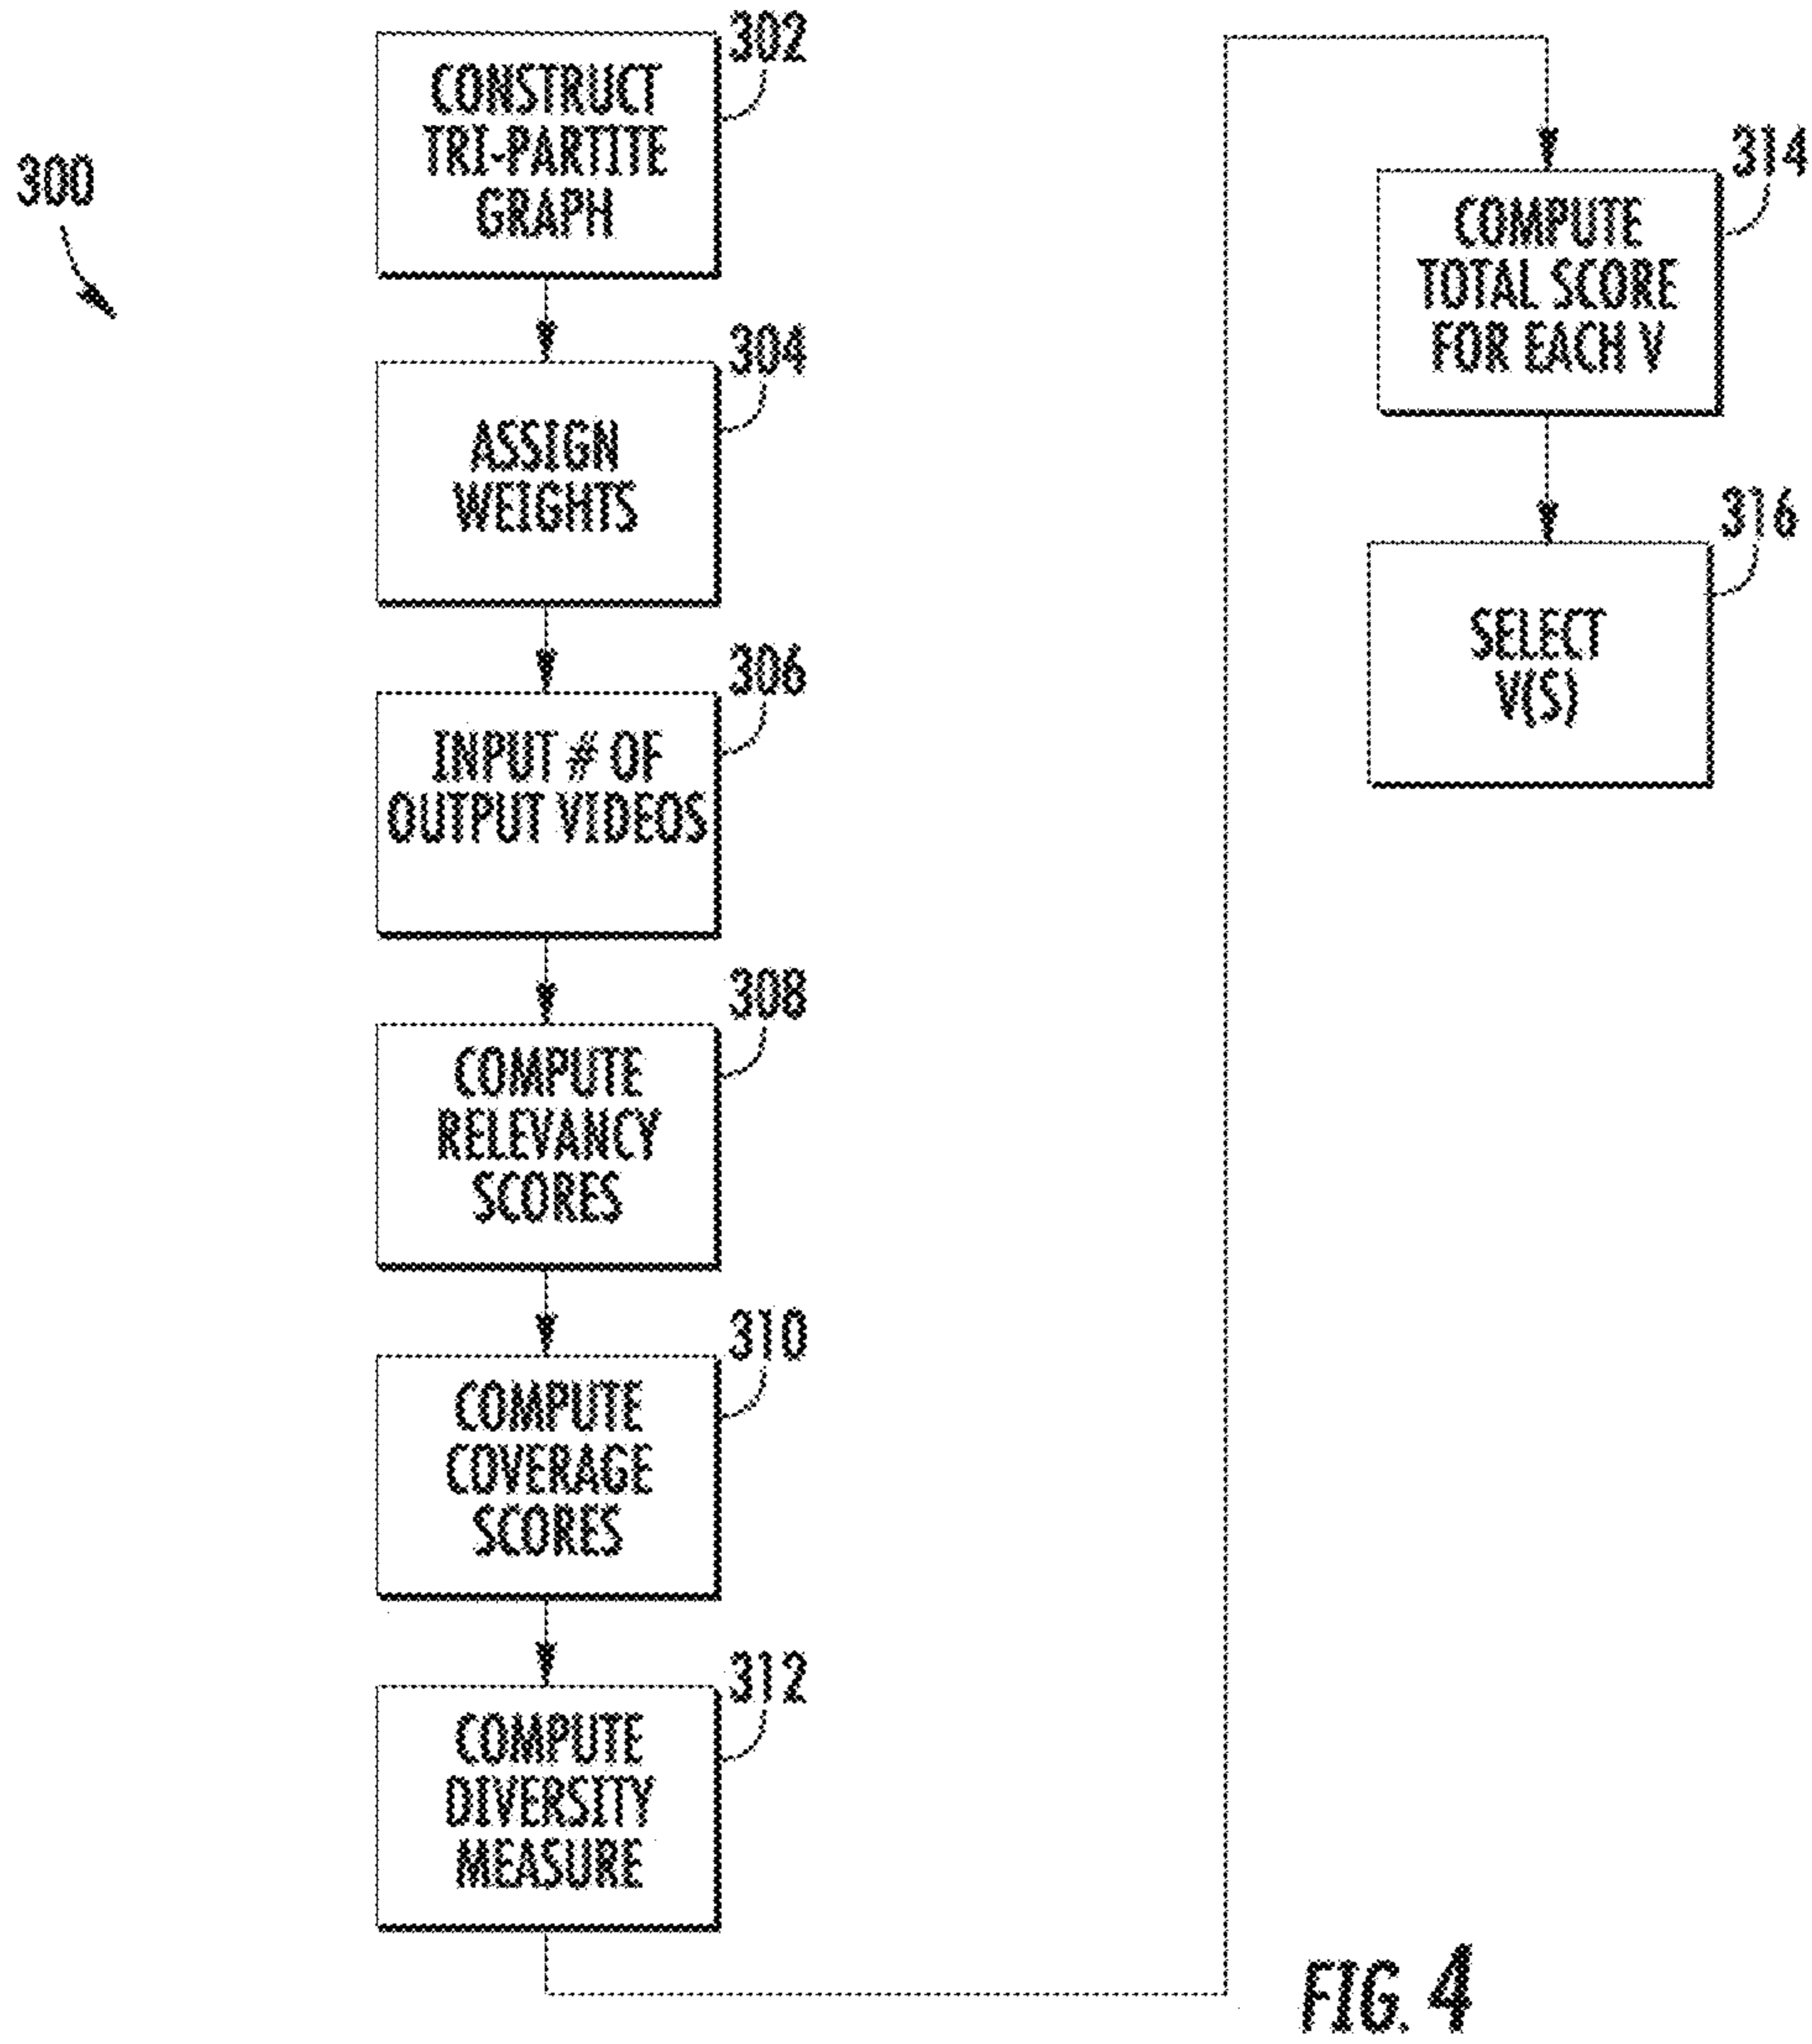 300
302
CONSTRUCT
TRI-PARTITE
GRAPH
304
ASSIGN
WEIGHTS
306
INPUT # OF
OUTPUT VIDEOS
308
COMPUTE
RELEVANCY
SCORES
310
COMPUTE
COVERAGE
SCORES
312
COMPUTE
DIVERSITY
MEASURE
314
COMPUTE
TOTAL SCORE
FOR EACH V
316
SELECT
V(S)
FIG. 4